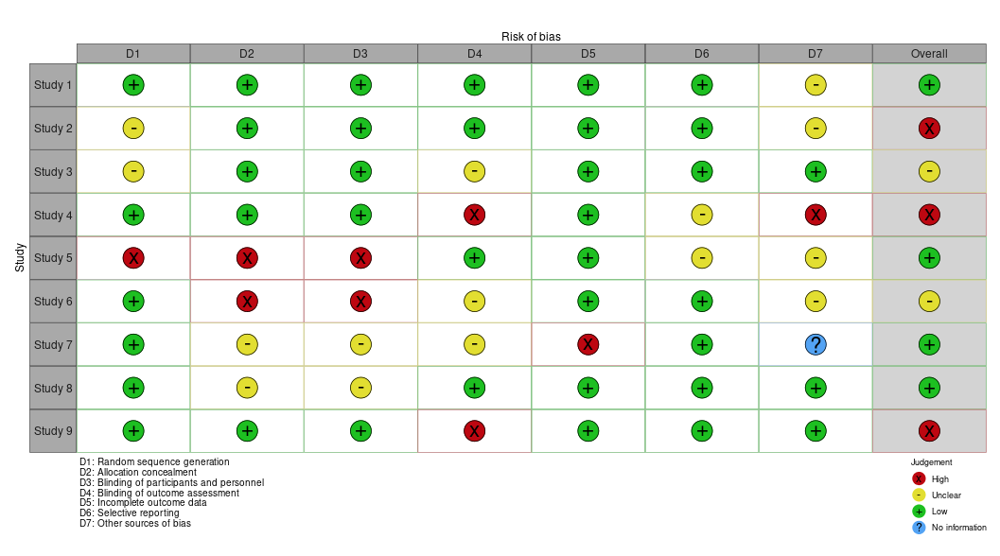 Risk of bias
D1 D2 D3 D4 D5 D6 D7 Overall
Study
Study 1 + + + + + + - +
Study 2 - + + + + + - X
Study 3 - + + - + + + -
Study 4 + + + X + - X X
Study 5 X X X + + - - +
Study 6 + X X - + + - -
Study 7 + - - - X + ? +
Study 8 + - - + + + + +
Study 9 + + + X + + + X
D1: Random sequence generation
D2: Allocation concealment
D3: Blinding of participants and personnel
D4: Blinding of outcome assessment
D5: Incomplete outcome data
D6: Selective reporting
D7: Other sources of bias
Judgement
X High
- Unclear
+ Low
? No information